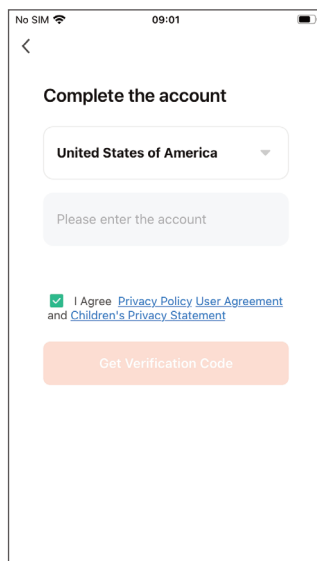 No SIM 09:01
Complete the account
United States of America
Please enter the account
I Agree Privacy Policy User Agreement
and Children's Privacy Statement
Get Verification Code